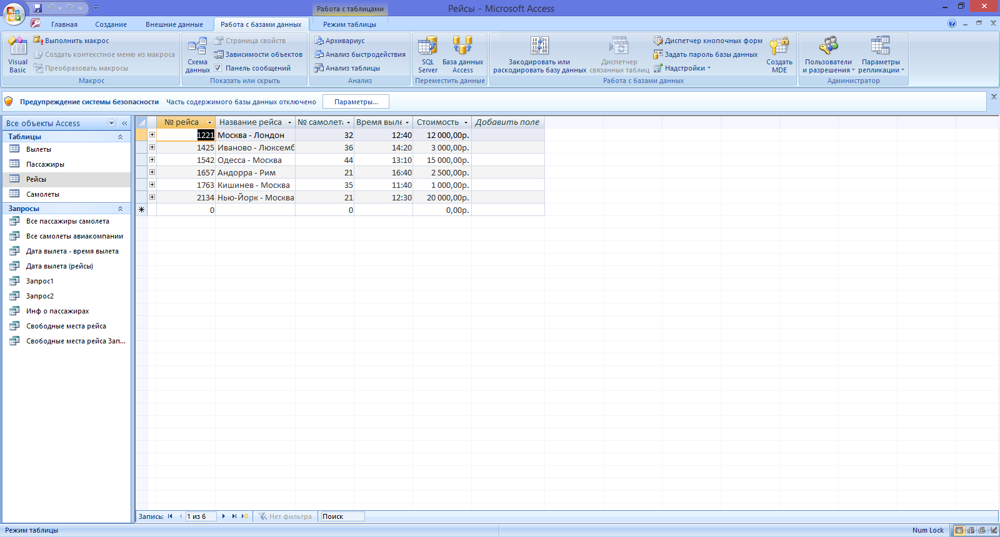 Работа с таблицами
Рейсы - Microsoft Access
Главная Создание Внешние данные Работа с базами данных Режим таблицы
Visual Basic
Выполнить макрос
Создать контекстное меню из макроса
Преобразовать макросы
Макрос
Схема данных
Страница свойств
Зависимости объектов
Панель сообщений
Показать или скрыть
Архивариус
Анализ быстродействия
Анализ таблицы
Анализ
SQL Server
База данных Access
Переместить данные
Закодировать или раскодировать базу данных
Диспетчер связанных таблиц
Диспетчер кнопочных форм
Задать пароль базы данных
Надстройки
Создать MDE
Работа с базами данных
Пользователи и разрешения
Параметры репликации
Администратор
Предупреждение системы безопасности Часть содержимого базы данных отключено Параметры...
Все объекты Access
Таблицы
Вылеты
Пассажиры
Рейсы
Самолеты
Запросы
Все пассажиры самолета
Все самолеты авиакомпании
Дата вылета - время вылета
Дата вылета (рейсы)
Запрос1
Запрос2
Инф о пассажирах
Свободные места рейса
Свободные места рейса Зап...
№ рейса Название рейса № самолета Время выле Стоимость Добавить поле
1221 Москва - Лондон 32 12:40 12 000,00р.
1425 Иваново - Люксемб 36 14:20 3 000,00р.
1542 Одесса - Москва 44 13:10 15 000,00р.
1657 Андорра - Рим 21 16:40 2 500,00р.
1763 Кишинев - Москва 35 11:40 1 000,00р.
2134 Нью-Йорк - Москва 21 12:30 20 000,00р.
0 0 0,00р.
Запись: 1 из 6 Нет фильтра Поиск
Режим таблицы Num Lock